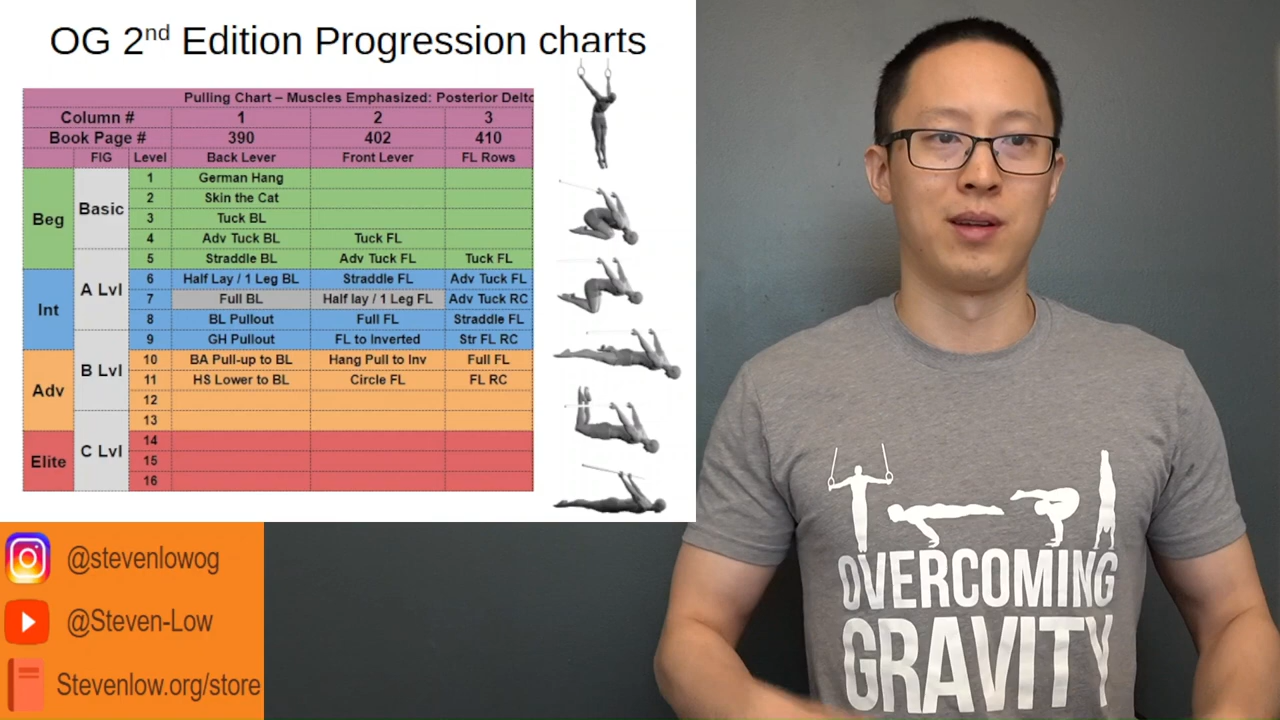 OG 2nd Edition Progression charts
Pulling Chart – Muscles Emphasized: Posterior Delto
Column # 1 2 3
Book Page # 390 402 410
FIG Level Back Lever Front Lever FL Rows
Beg Basic 1 German Hang
2 Skin the Cat
3 Tuck BL
4 Adv Tuck BL Tuck FL
A Lvl 5 Straddle BL Adv Tuck FL Tuck FL
Int 6 Half Lay / 1 Leg BL Straddle FL Adv Tuck FL
7 Full BL Half lay / 1 Leg FL Adv Tuck RC
8 BL Pullout Full FL Straddle FL
B Lvl 9 GH Pullout FL to Inverted Str FL RC
Adv 10 BA Pull-up to BL Hang Pull to Inv Full FL
11 HS Lower to BL Circle FL FL RC
12
C Lvl 13
Elite 14
15
16
@stevenlowog
@Steven-Low
Stevenlow.org/store
OVERCOMING
GRAVITY